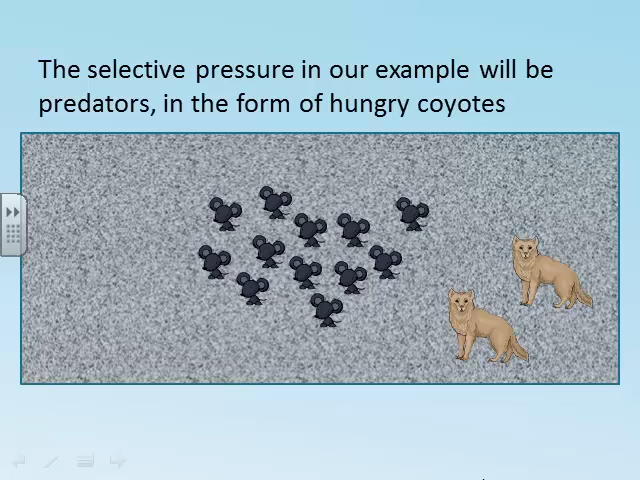 The selective pressure in our example will be
predators, in the form of hungry coyotes